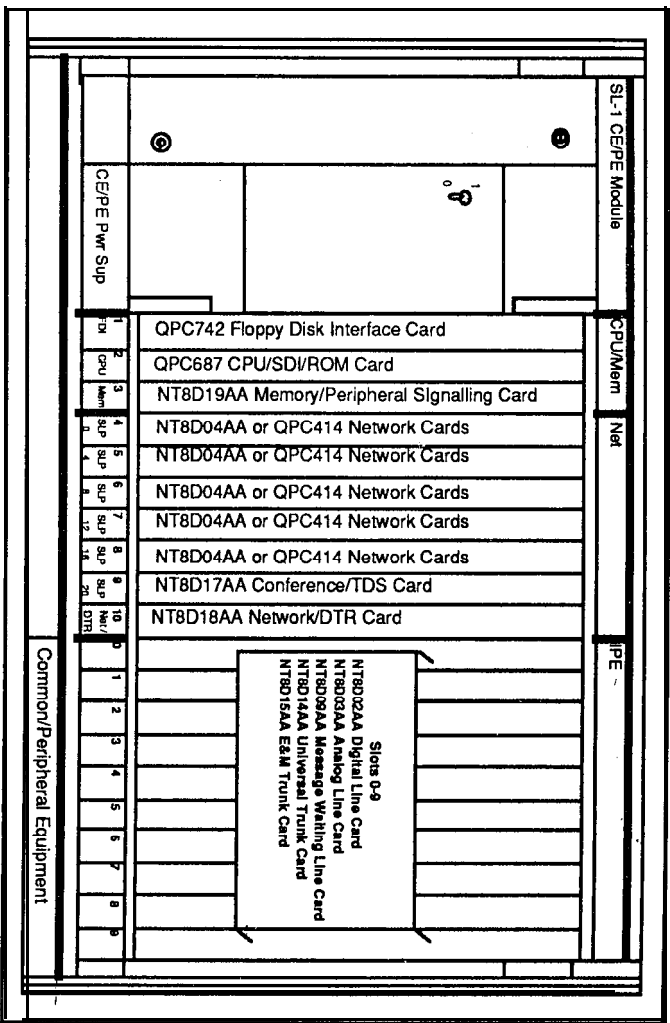 SL-1 CE/PE Module
CPU/Mem
Net
IPE
1
0
CE/PE Pwr Sup
1
FDI
QPC742 Floppy Disk Interface Card
2
CPU
QPC687 CPU/SDI/ROM Card
3
Mem
NT8D19AA Memory/Peripheral Signalling Card
4
SLP
0
NT8D04AA or QPC414 Network Cards
5
SLP
4
NT8D04AA or QPC414 Network Cards
6
SLP
8
NT8D04AA or QPC414 Network Cards
7
SLP
12
NT8D04AA or QPC414 Network Cards
8
SLP
16
NT8D04AA or QPC414 Network Cards
9
SLP
20
NT8D17AA Conference/TDS Card
10
Net/
DTR
NT8D18AA Network/DTR Card
0
1
2
3
4
5
6
7
8
9
Slots 0-9
NT8D02AA Digital Line Card
NT8D03AA Analog Line Card
NT8D09AA Message Waiting Line Card
NT8D14AA Universal Trunk Card
NT8D15AA E&M Trunk Card
Common/Peripheral Equipment